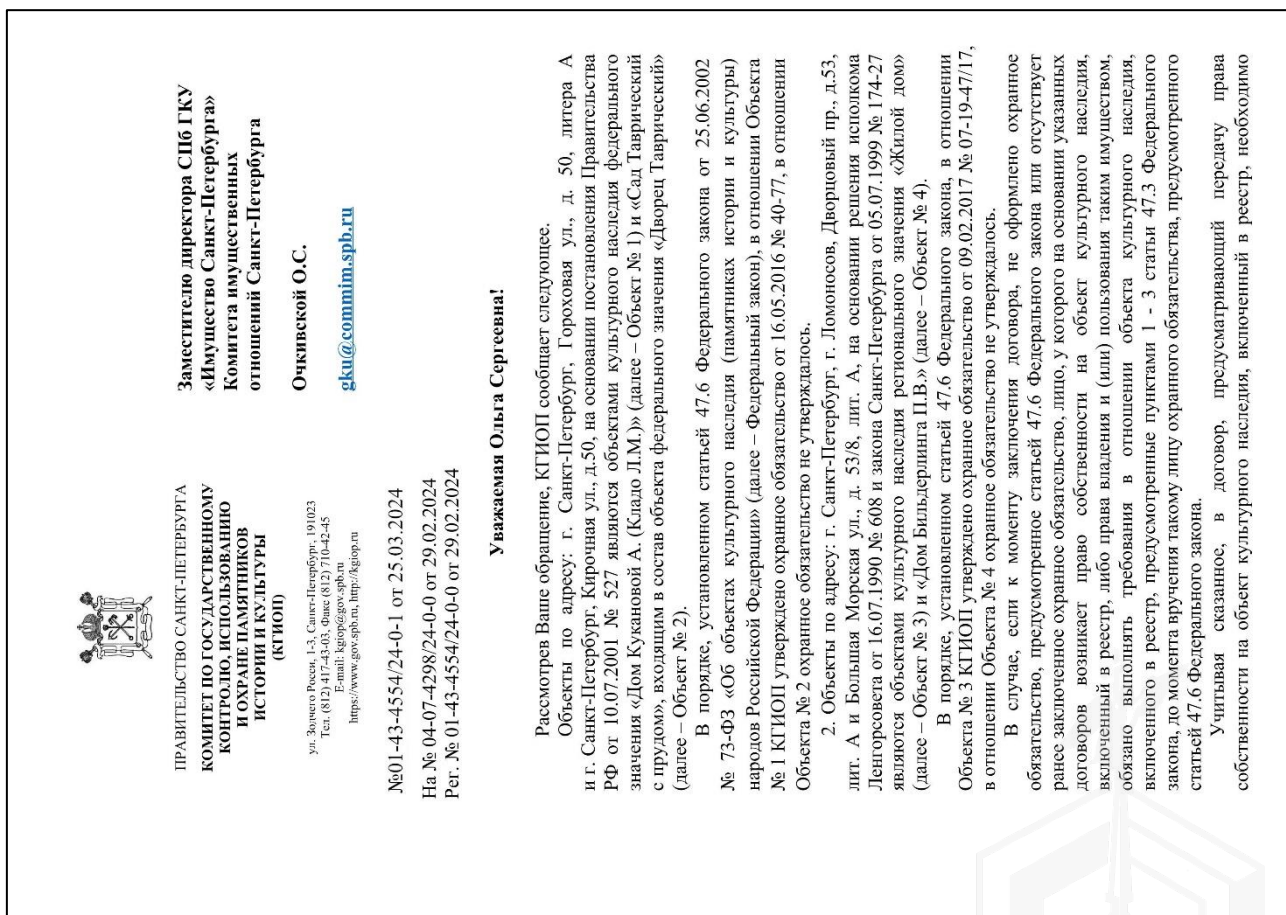 ПРАВИТЕЛЬСТВО САНКТ-ПЕТЕРБУРГА
КОМИТЕТ ПО ГОСУДАРСТВЕННОМУ
КОНТРОЛЮ, ИСПОЛЬЗОВАНИЮ
И ОХРАНЕ ПАМЯТНИКОВ
ИСТОРИИ И КУЛЬТУРЫ
(КГИОП)
ул. Зодчего Росси, 1-3, Санкт-Петербург, 191023
Тел. (812) 417-43-03, Факс (812) 710-42-45
E-mail: kgiop@gov.spb.ru
https://www.gov.spb.ru, http://kgiop.ru
№01-43-4554/24-0-1 от 25.03.2024
На № 04-07-4298/24-0-0 от 29.02.2024
Рег. № 01-43-4554/24-0-0 от 29.02.2024
Заместителю директора СПб ГКУ
«Имущество Санкт-Петербурга»
Комитета имущественных
отношений Санкт-Петербурга
Очкивской О.С.
gku@commim.spb.ru
Уважаемая Ольга Сергеевна!
Рассмотрев Ваше обращение, КГИОП сообщает следующее.
Объекты по адресу: г. Санкт-Петербург, Гороховая ул., д. 50, литера А
и г. Санкт-Петербург, Кирочная ул., д.50, на основании постановления Правительства
РФ от 10.07.2001 № 527 являются объектами культурного наследия федерального
значения «Дом Кукановой А. (Кладо Л.М.)» (далее – Объект № 1) и «Сад Таврический
с прудом», входящим в состав объекта федерального значения «Дворец Таврический»
(далее – Объект № 2).
В порядке, установленном статьей 47.6 Федерального закона от 25.06.2002
№ 73-ФЗ «Об объектах культурного наследия (памятниках истории и культуры)
народов Российской Федерации» (далее – Федеральный закон), в отношении Объекта
№ 1 КГИОП утверждено охранное обязательство от 16.05.2016 № 40-77, в отношении
Объекта № 2 охранное обязательство не утверждалось.
2. Объекты по адресу: г. Санкт-Петербург, г. Ломоносов, Дворцовый пр., д.53,
лит. А и Большая Морская ул., д. 53/8, лит. А, на основании решения исполкома
Ленгорсовета от 16.07.1990 № 608 и закона Санкт-Петербурга от 05.07.1999 № 174-27
являются объектами культурного наследия регионального значения «Жилой дом»
(далее – Объект № 3) и «Дом Бильдерлинга П.В.» (далее – Объект № 4).
В порядке, установленном статьей 47.6 Федерального закона, в отношении
Объекта № 3 КГИОП утверждено охранное обязательство от 09.02.2017 № 07-19-47/17,
в отношении Объекта № 4 охранное обязательство не утверждалось.
В случае, если к моменту заключения договора, не оформлено охранное
обязательство, предусмотренное статьей 47.6 Федерального закона или отсутствует
ранее заключенное охранное обязательство, лицо, у которого на основании указанных
договоров возникает право собственности на объект культурного наследия,
включенный в реестр, либо права владения и (или) пользования таким имуществом,
обязано выполнять требования в отношении объекта культурного наследия,
включенного в реестр, предусмотренные пунктами 1 - 3 статьи 47.3 Федерального
закона, до момента вручения такому лицу охранного обязательства, предусмотренного
статьей 47.6 Федерального закона.
Учитывая сказанное, в договор, предусматривающий передачу права
собственности на объект культурного наследия, включенный в реестр, необходимо